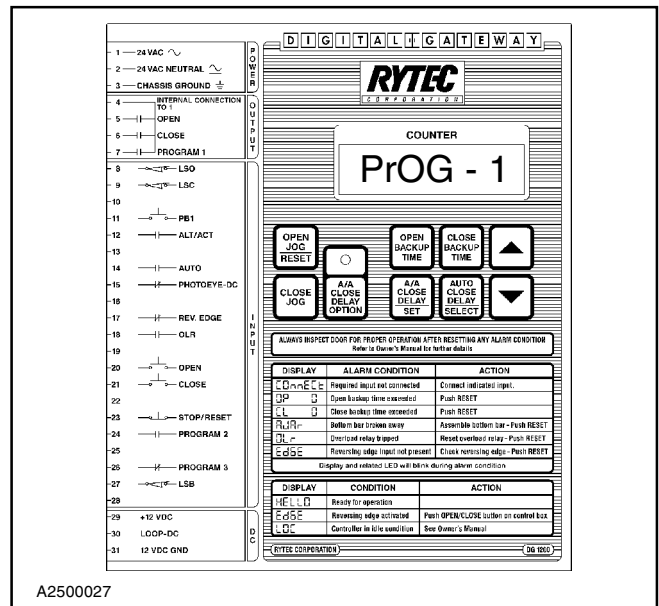 DIGITAL GATEWAY
RYTEC
CORPORATION
COUNTER
PrOG - 1
1 24 VAC
2 24 VAC NEUTRAL
3 CHASSIS GROUND
POWER
4 INTERNAL CONNECTION
TO 1
5 OPEN
6 CLOSE
7 PROGRAM 1
OUTPUT
8 LSO
9 LSC
10
11 PB1
12 ALT/ACT
13
14 AUTO
15 PHOTOEYE-DC
16
17 REV. EDGE
18 OLR
19
20 OPEN
21 CLOSE
22
23 STOP/RESET
24 PROGRAM 2
25
26 PROGRAM 3
27 LSB
28
INPUT
29 +12 VDC
30 LOOP-DC
31 12 VDC GND
DC
OPEN
JOG
RESET
OPEN
BACKUP
TIME
CLOSE
BACKUP
TIME
CLOSE
JOG
A/A
CLOSE
DELAY
OPTION
A/A
CLOSE
DELAY
SET
AUTO
CLOSE
DELAY
SELECT
ALWAYS INSPECT DOOR FOR PROPER OPERATION AFTER RESETTING ANY ALARM CONDITION
Refer to Owner's Manual for further details
DISPLAY ALARM CONDITION ACTION
COnnECt Required input not connected Connect indicated input.
OP 0 Open backup time exceeded Push RESET
CL 0 Close backup time exceeded Push RESET
AJAr Bottom bar broken away Assemble bottom bar - Push RESET
OLr Overload relay tripped Reset overload relay - Push RESET
EdGE Reversing edge input not present Check reversing edge - Push RESET
Display and related LED will blink during alarm condition
DISPLAY CONDITION ACTION
HELLO Ready for operation
EdGE Reversing edge activated Push OPEN/CLOSE button on control box
LOC Controller in idle condition See Owner's Manual
RYTEC CORPORATION DG 1200
A2500027